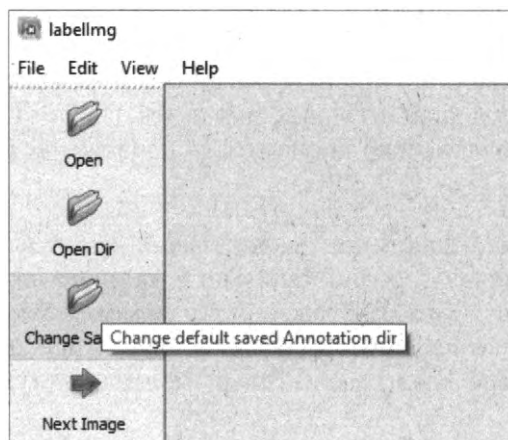 labelImg
File Edit View Help
Open
Open Dir
Change Sa
Change default saved Annotation dir
Next Image